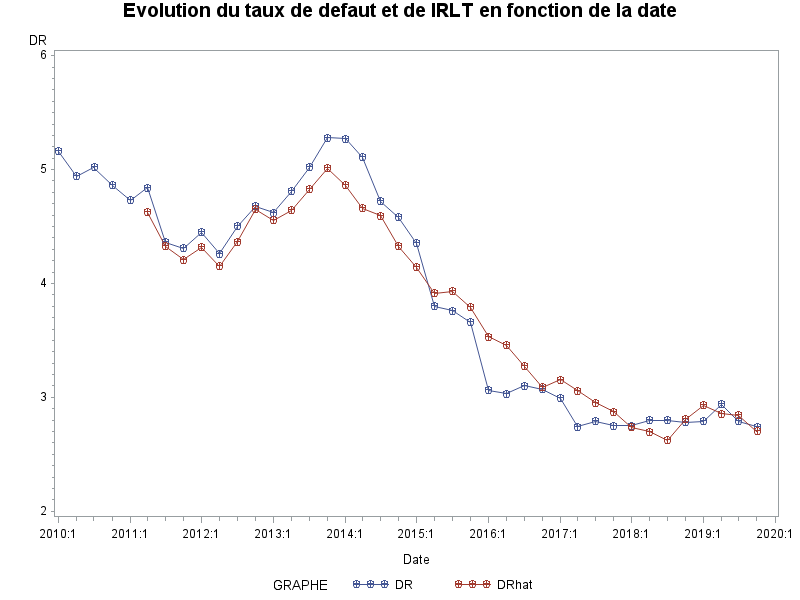 Evolution du taux de defaut et de IRLT en fonction de la date
DR
6
5
4
3
2
2010:1 2011:1 2012:1 2013:1 2014:1 2015:1 2016:1 2017:1 2018:1 2019:1 2020:1
Date
GRAPHE DR DRhat